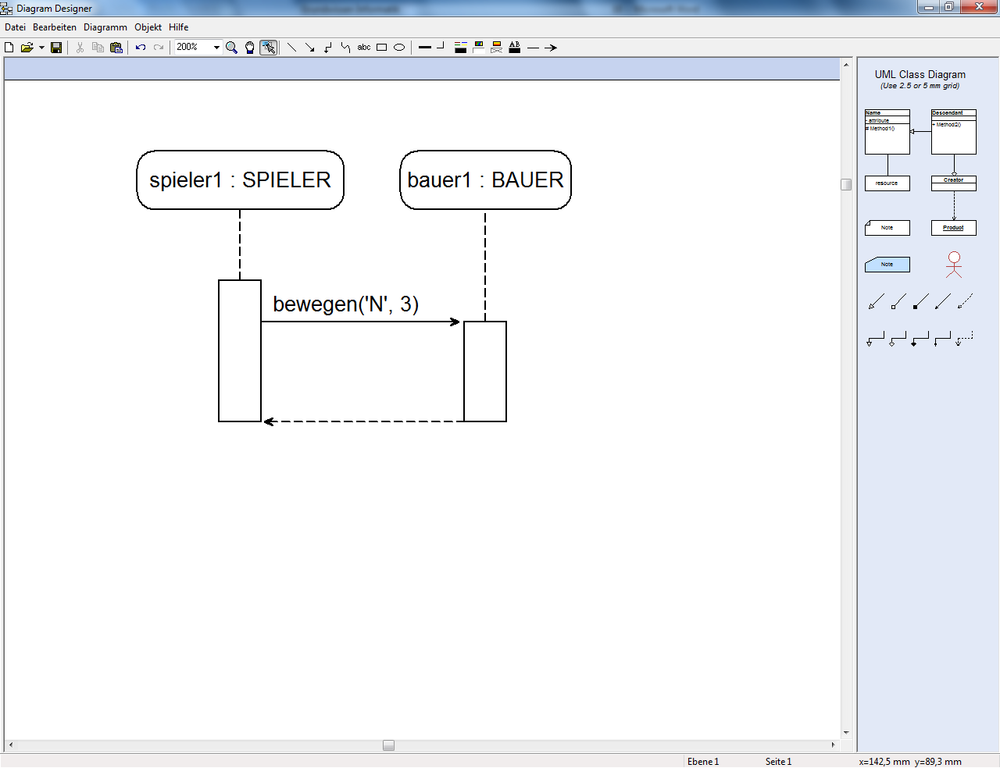 Diagram Designer
Datei Bearbeiten Diagramm Objekt Hilfe
200% abc AB
UML Class Diagram
(Use 2.5 or 5 mm grid)
Name
- attribute
# Method1()
Descendant
+ Method2()
resource
Creator
Note
Product
Note
spieler1 : SPIELER
bauer1 : BAUER
bewegen('N', 3)
Ebene 1 Seite 1 x=142,5 mm y=89,3 mm